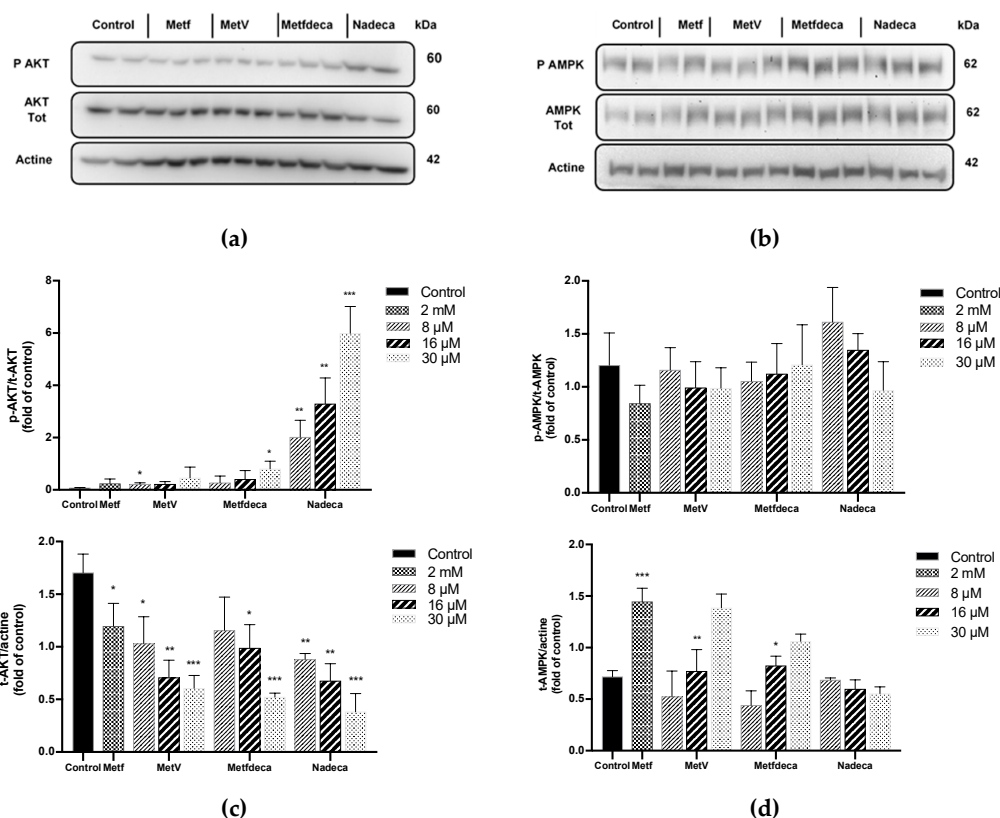 Control Metf MetV Metfdeca Nadeca kDa
P AKT 60
AKT
Tot 60
Actine 42
(a)
Control Metf MetV Metfdeca Nadeca kDa
P AMPK 62
AMPK
Tot 62
Actine 42
(b)
p-AKT/t-AKT
(fold of control)
8
6
4
2
0
* * ** ** ***
Control Metf MetV Metfdeca Nadeca
Control
2 mM
8 µM
16 µM
30 µM
p-AMPK/t-AMPK
(fold of control)
2.0
1.5
1.0
0.5
0.0
Control Metf MetV Metfdeca Nadeca
Control
2 mM
8 µM
16 µM
30 µM
t-AKT/actine
(fold of control)
2.0
1.5
1.0
0.5
0.0
* * ** *** * *** ** ** ***
Control Metf MetV Metfdeca Nadeca
Control
2 mM
8 µM
16 µM
30 µM
(c)
t-AMPK/actine
(fold of control)
2.0
1.5
1.0
0.5
0.0
*** ** *
Control Metf MetV Metfdeca Nadeca
Control
2 mM
8 µM
16 µM
30 µM
(d)